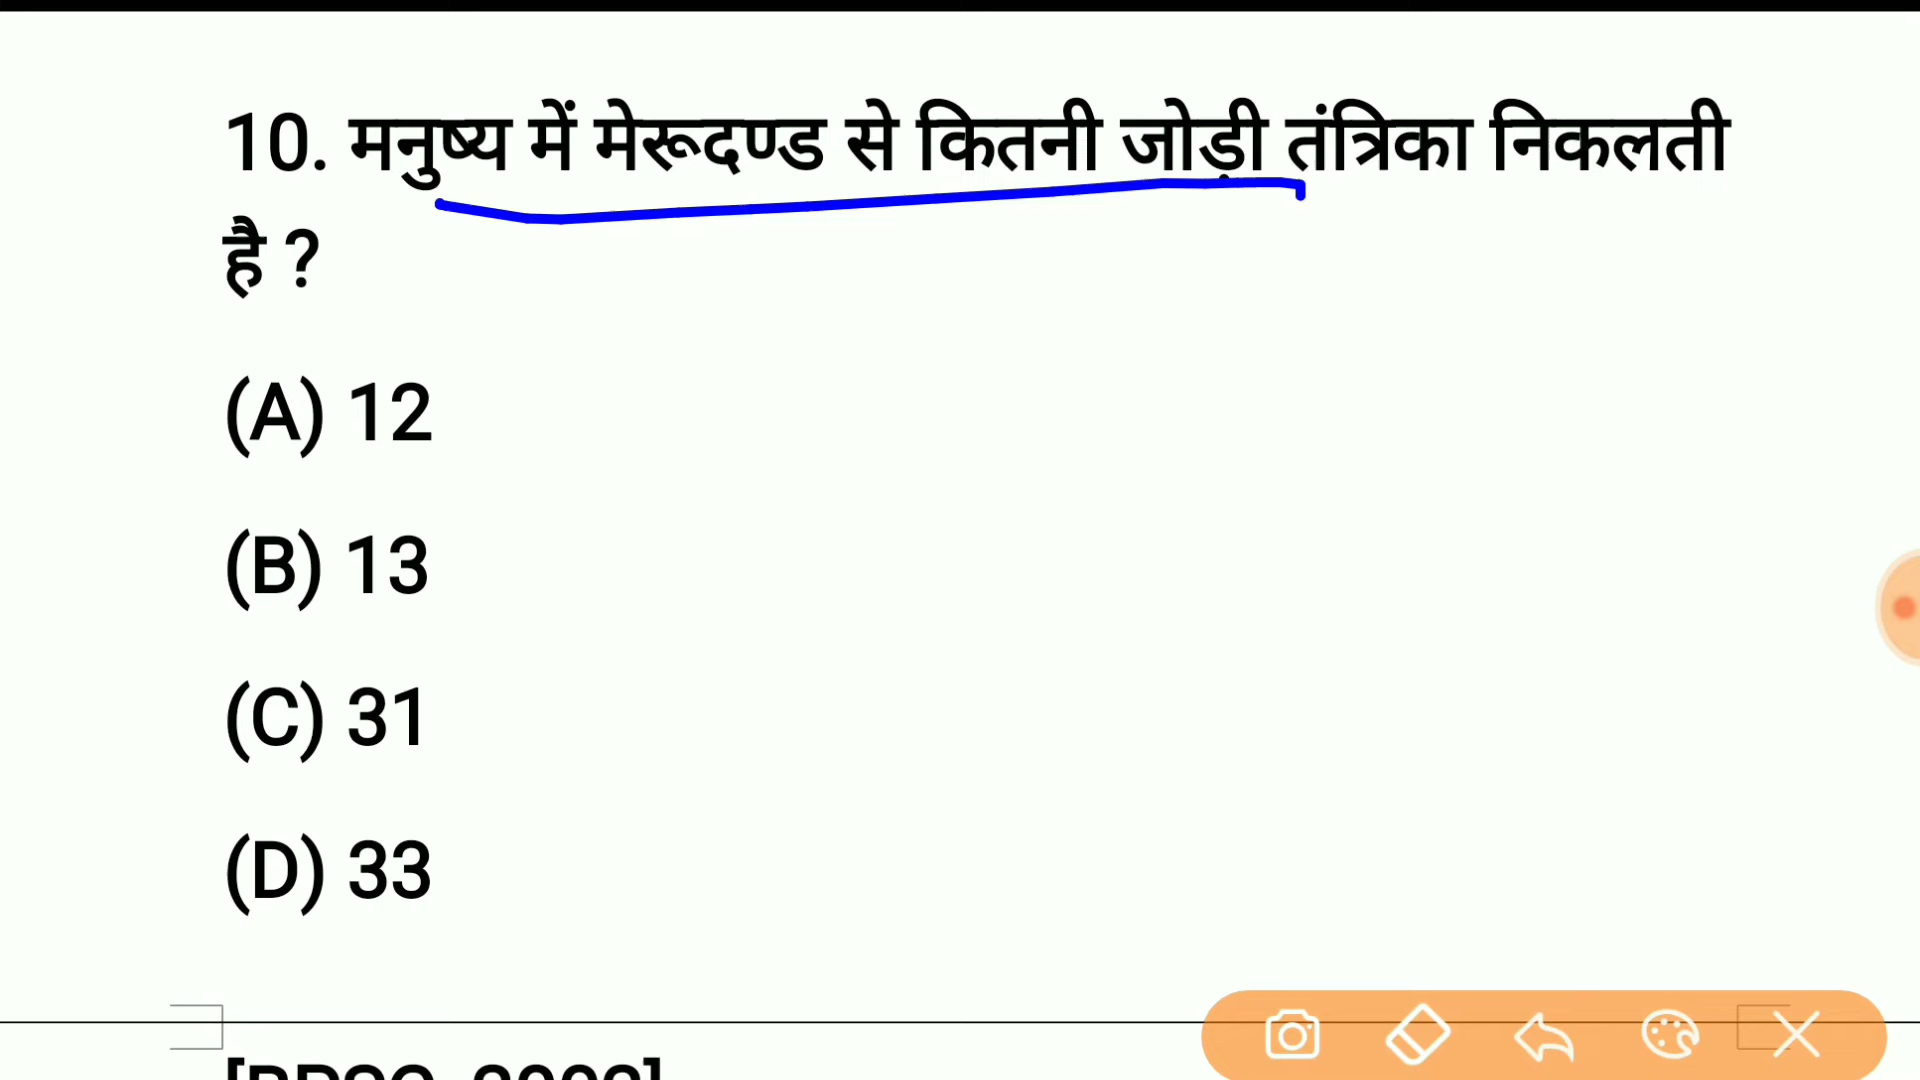 10. मनुष्य में मेरूदण्ड से कितनी जोड़ी तंत्रिका निकलती
है ?
(A) 12
(B) 13
(C) 31
(D) 33